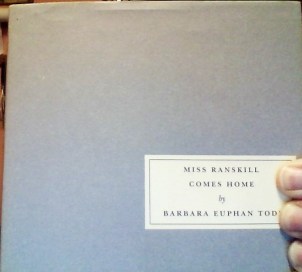 MISS RANSKILL
COMES HOME
by
BARBARA EUPHAN TOD